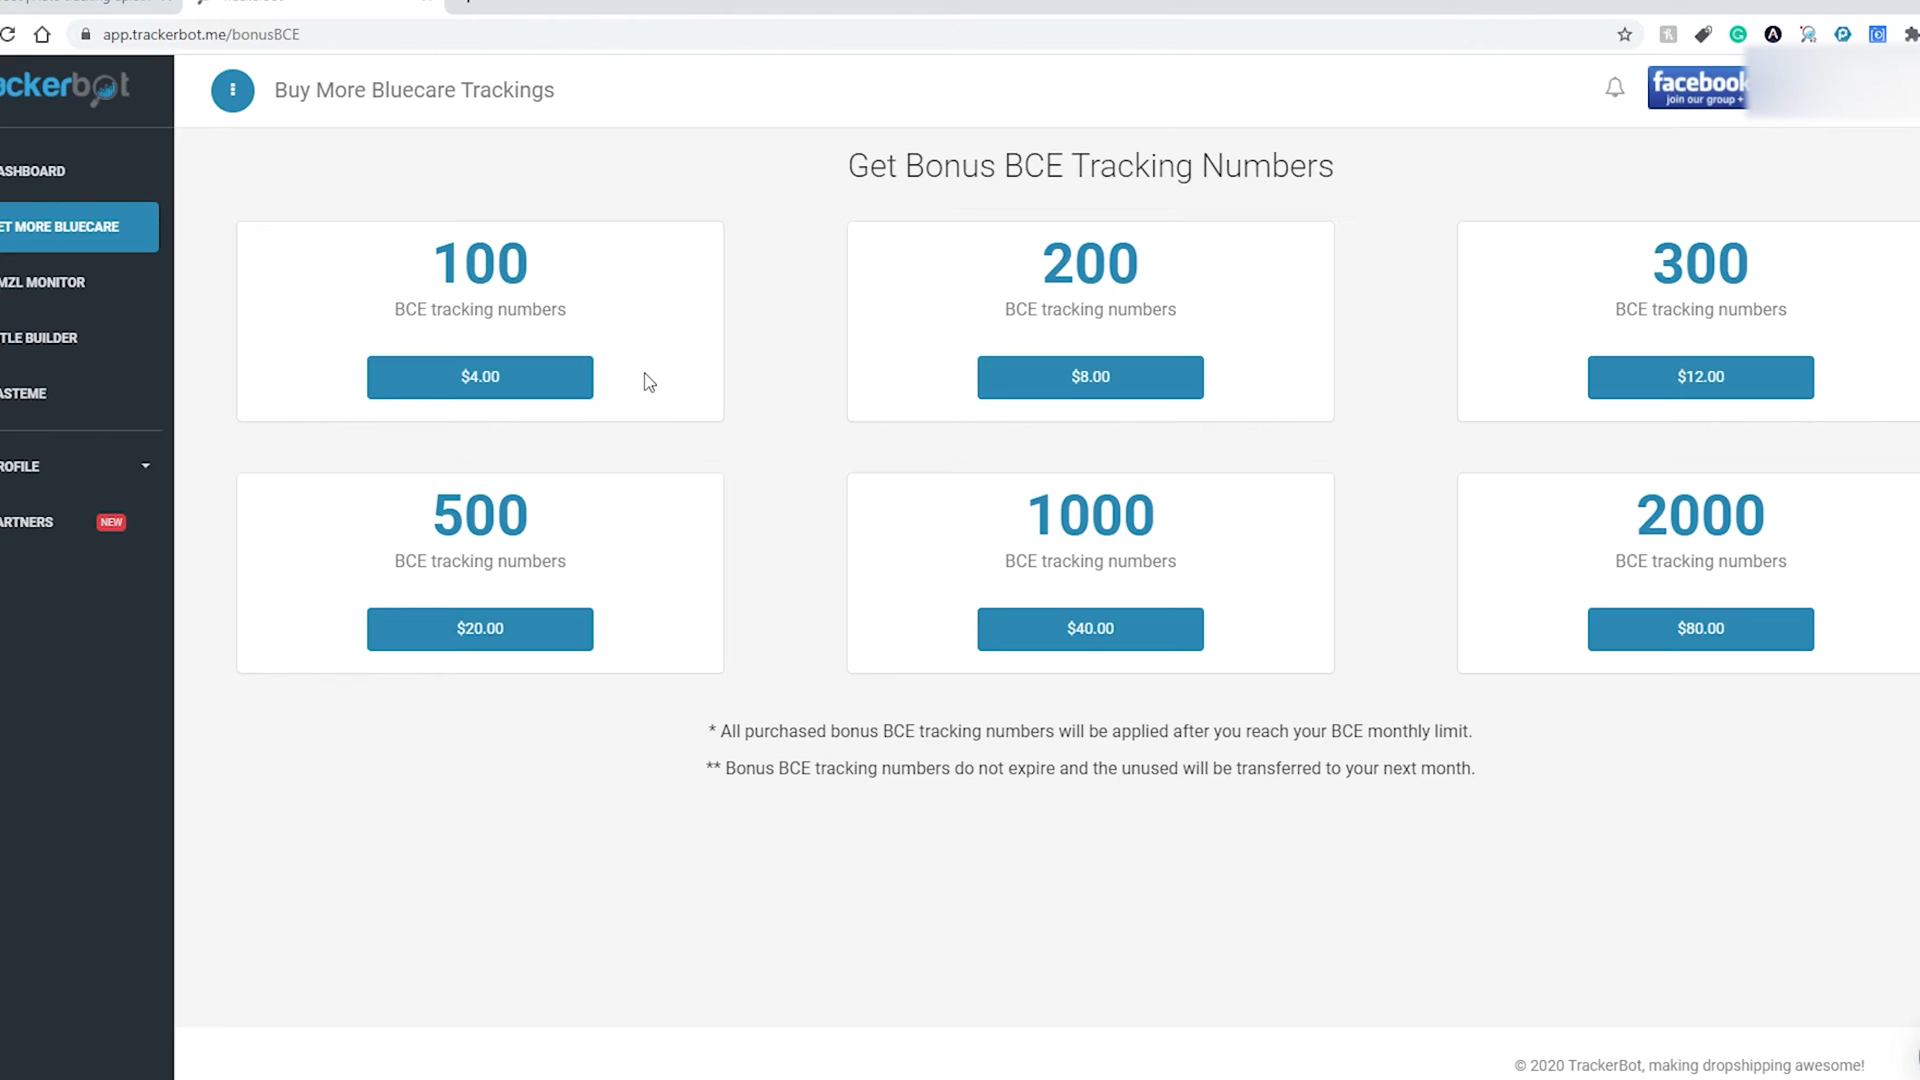 app.trackerbot.me/bonusBCE
ackerbot
Buy More Bluecare Trackings
facebook
join our group +
ASHBOARD
ET MORE BLUECARE
MZL MONITOR
TLE BUILDER
ASTEME
ROFILE
ARTNERS
NEW
Get Bonus BCE Tracking Numbers
100
BCE tracking numbers
$4.00
200
BCE tracking numbers
$8.00
300
BCE tracking numbers
$12.00
500
BCE tracking numbers
$20.00
1000
BCE tracking numbers
$40.00
2000
BCE tracking numbers
$80.00
* All purchased bonus BCE tracking numbers will be applied after you reach your BCE monthly limit.
** Bonus BCE tracking numbers do not expire and the unused will be transferred to your next month.
© 2020 TrackerBot, making dropshipping awesome!